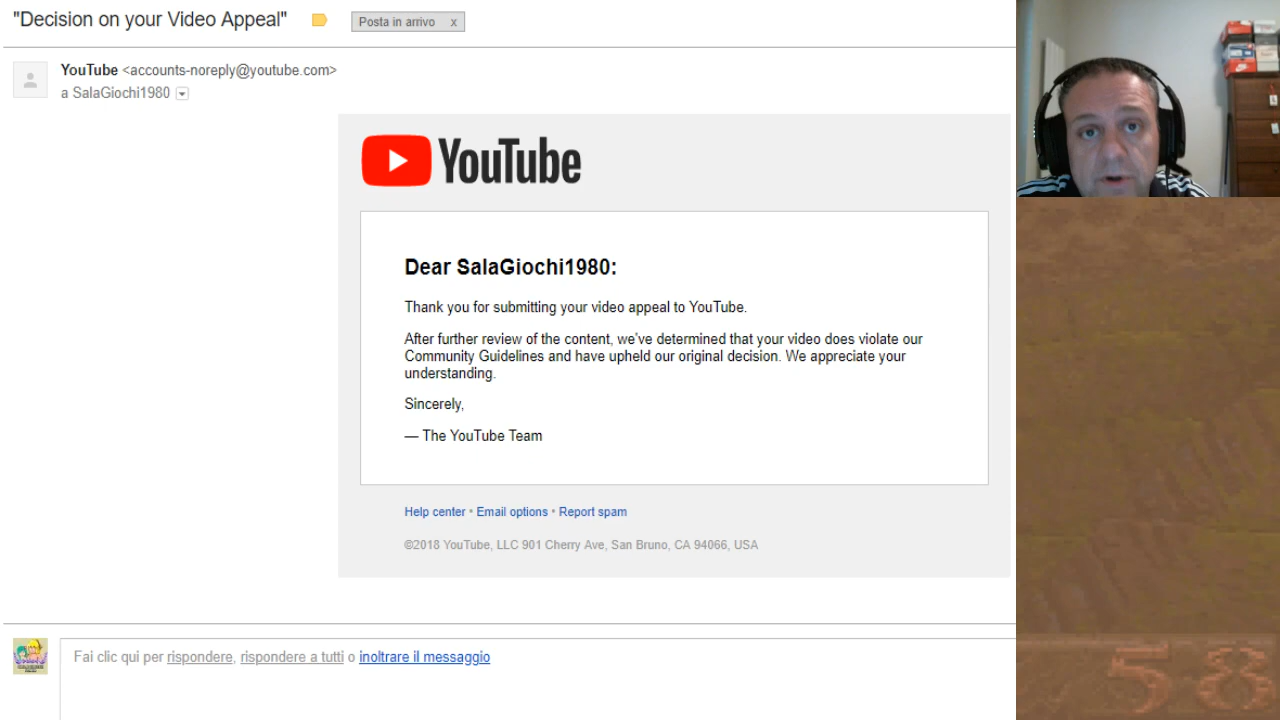 "Decision on your Video Appeal"
Posta in arrivo x
YouTube <accounts-noreply@youtube.com>
a SalaGiochi1980
YouTube
Dear SalaGiochi1980:
Thank you for submitting your video appeal to YouTube.
After further review of the content, we've determined that your video does violate our
Community Guidelines and have upheld our original decision. We appreciate your
understanding.
Sincerely,
— The YouTube Team
Help center • Email options • Report spam
©2018 YouTube, LLC 901 Cherry Ave, San Bruno, CA 94066, USA
Fai clic qui per rispondere, rispondere a tutti o inoltrare il messaggio
58